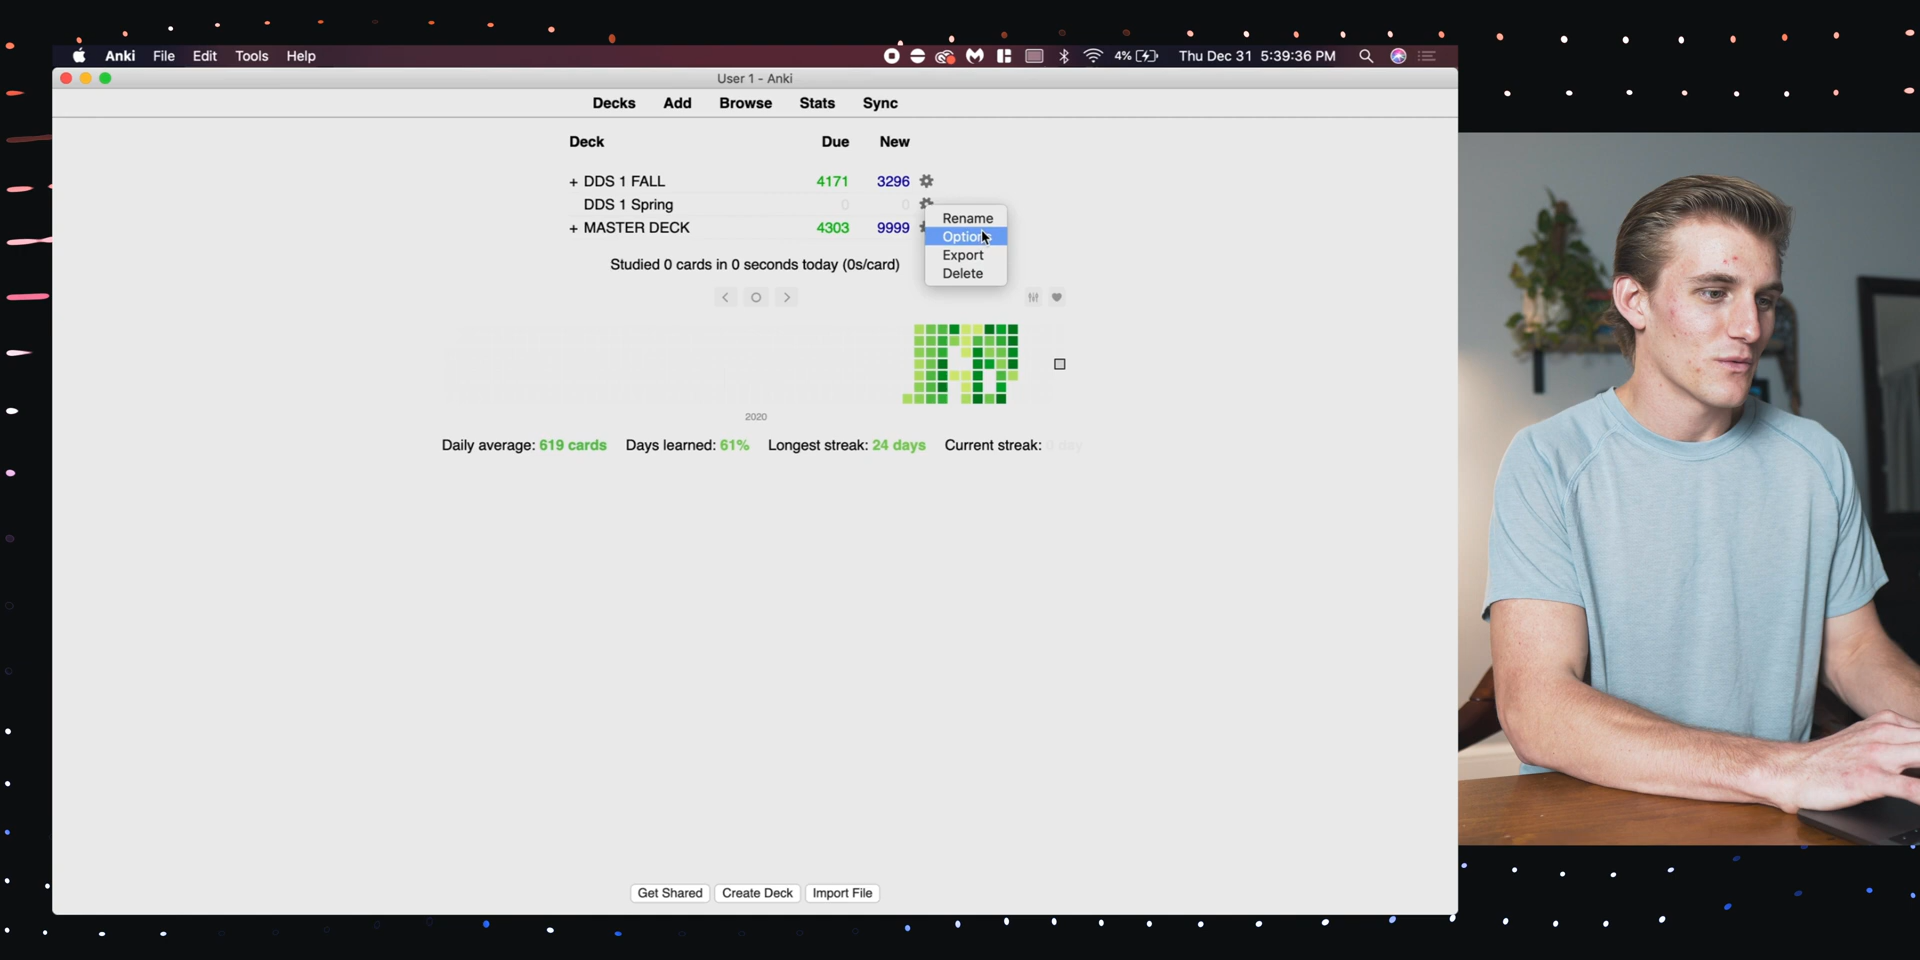 Anki File Edit Tools Help 4% Thu Dec 31 5:39:36 PM
User 1 - Anki
Decks Add Browse Stats Sync
Deck Due New
+ DDS 1 FALL 4171 3296
DDS 1 Spring 0 0
+ MASTER DECK 4303 9999
Rename
Option
Export
Delete
Studied 0 cards in 0 seconds today (0s/card)
2020
Daily average: 619 cards Days learned: 61% Longest streak: 24 days Current streak: 0 day
Get Shared Create Deck Import File